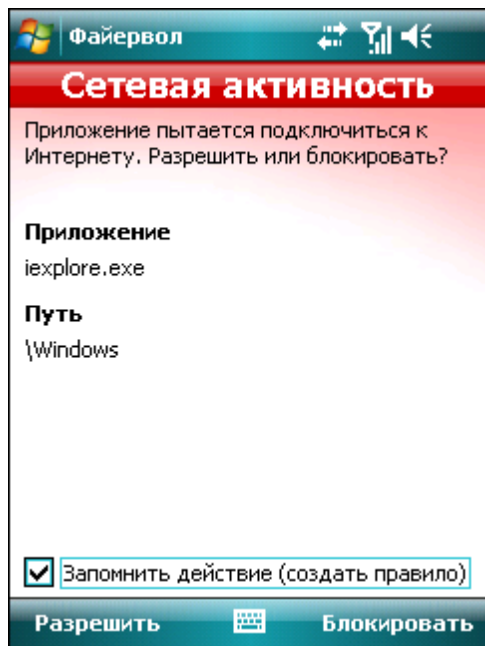 Файервол
Сетевая активность
Приложение пытается подключиться к
Интернету. Разрешить или блокировать?
Приложение
iexplore.exe
Путь
\Windows
Запомнить действие (создать правило)
Разрешить Блокировать